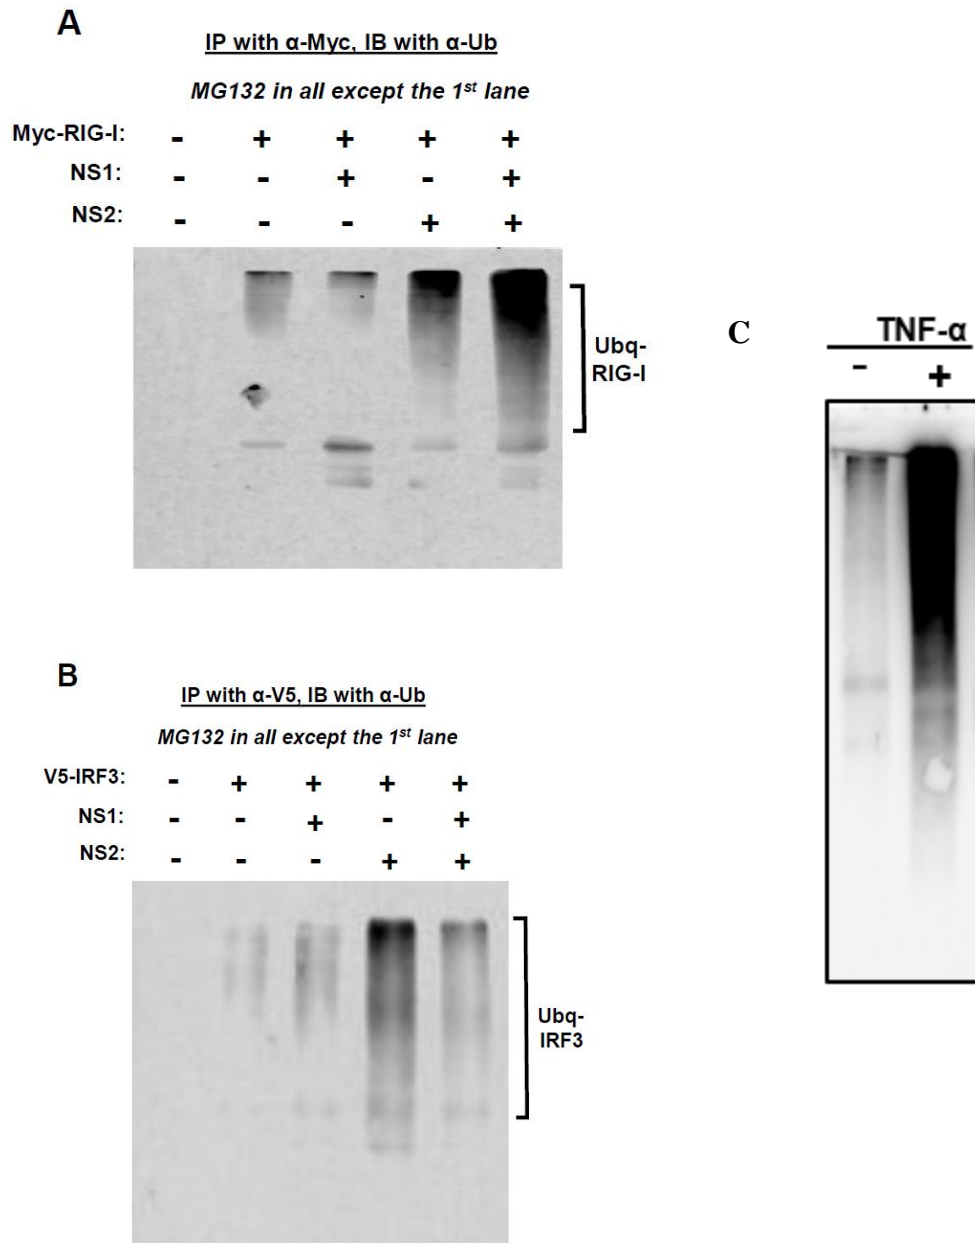 A
IP with α-Myc, IB with α-Ub
MG132 in all except the 1st lane
Myc-RIG-I: - + + + +
NS1: - - + - +
NS2: - - - + +
Ubq-
RIG-I
B
IP with α-V5, IB with α-Ub
MG132 in all except the 1st lane
V5-IRF3: - + + + +
NS1: - - + - +
NS2: - - - + +
Ubq-
IRF3
C
TNF-α
- +